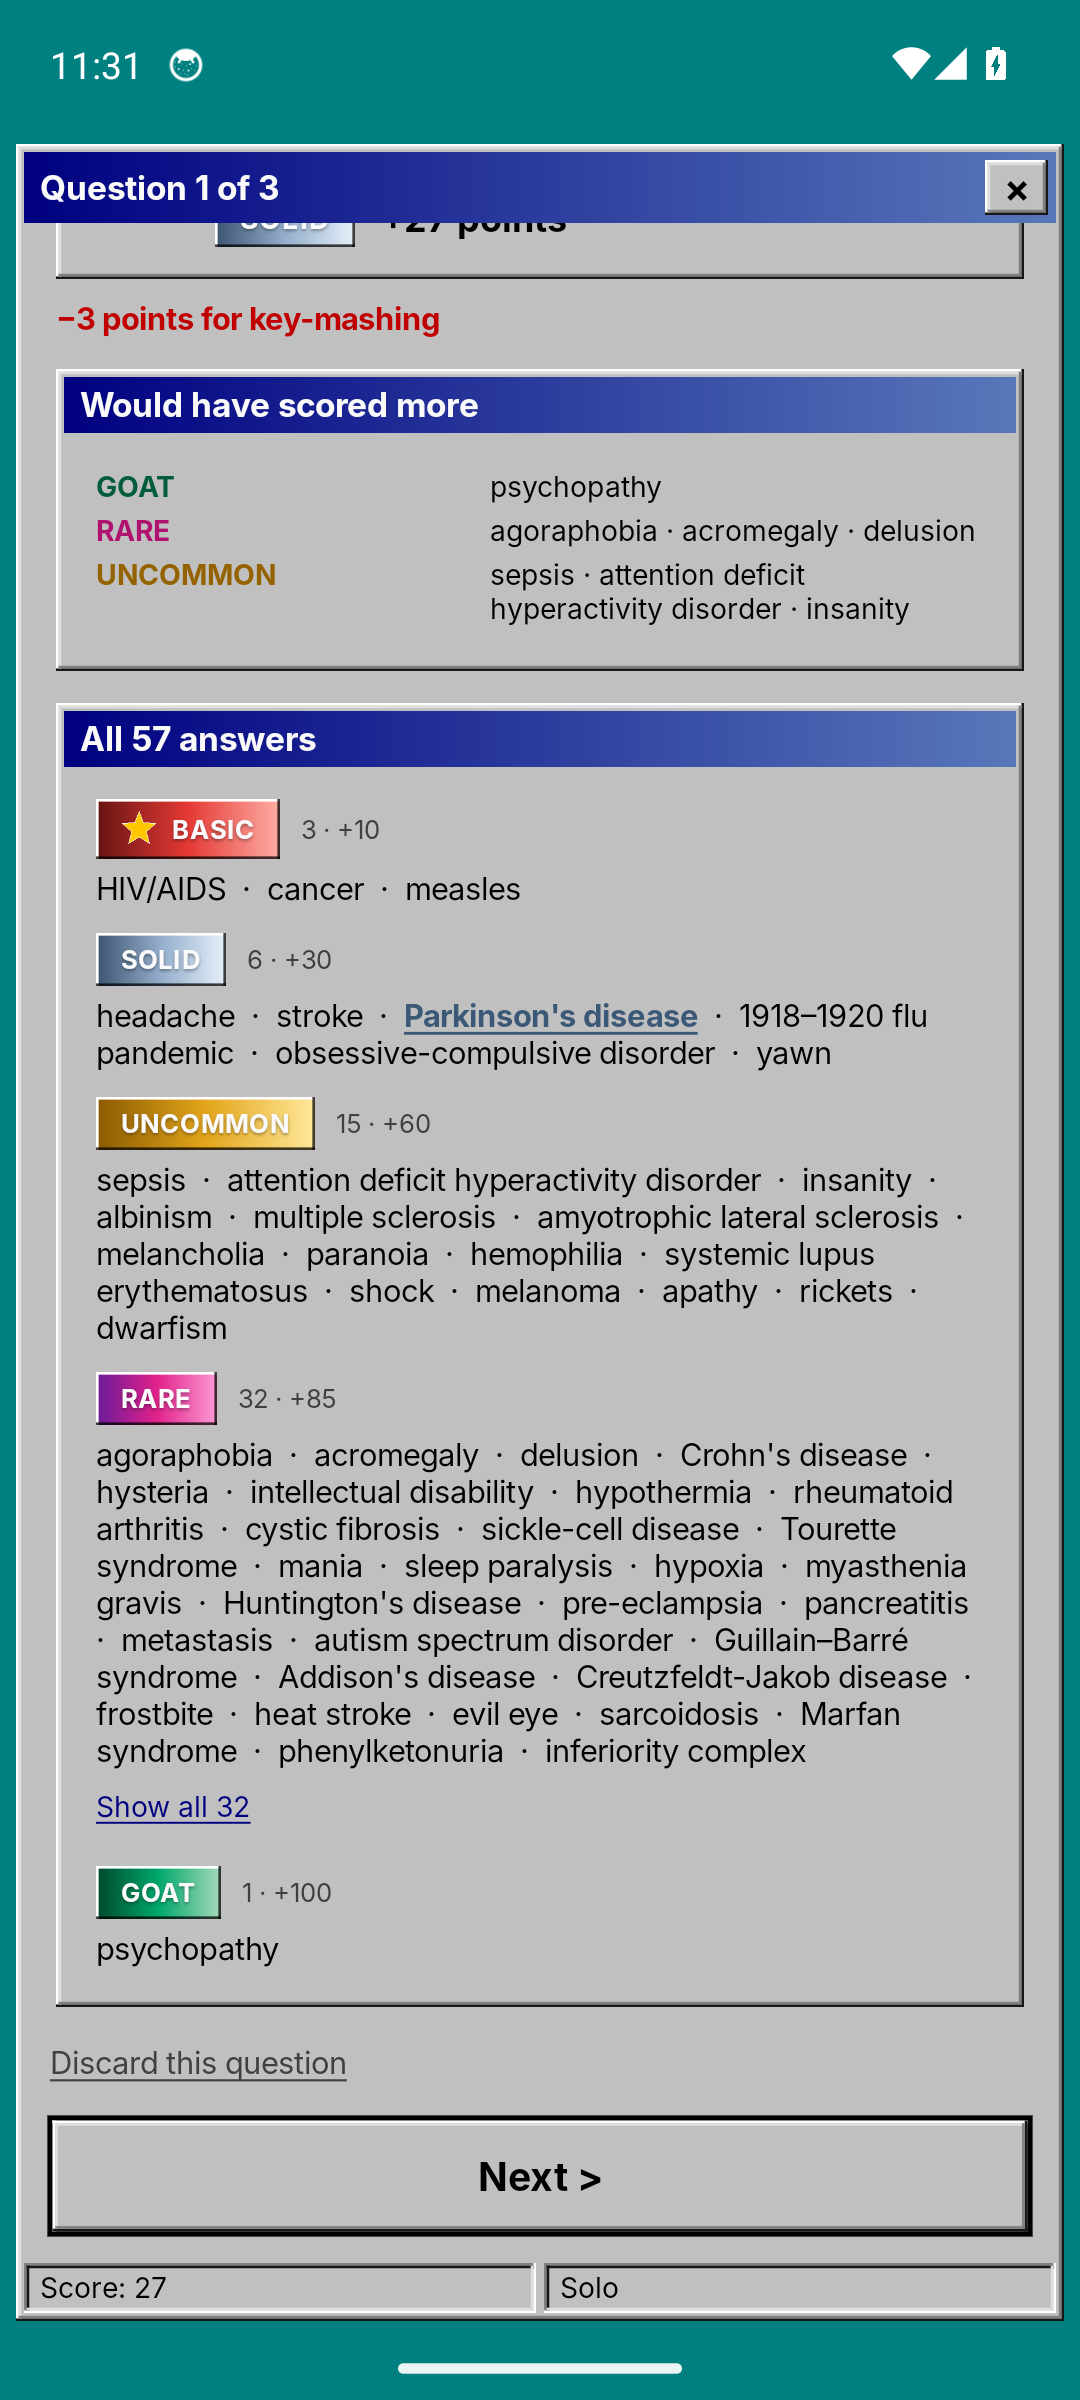 11:31
Question 1 of 3
×
SOLID +27 points
−3 points for key-mashing
Would have scored more
GOAT psychopathy
RARE agoraphobia · acromegaly · delusion
UNCOMMON sepsis · attention deficit
hyperactivity disorder · insanity
All 57 answers
BASIC 3 · +10
HIV/AIDS · cancer · measles
SOLID 6 · +30
headache · stroke · Parkinson's disease · 1918–1920 flu
pandemic · obsessive-compulsive disorder · yawn
UNCOMMON 15 · +60
sepsis · attention deficit hyperactivity disorder · insanity ·
albinism · multiple sclerosis · amyotrophic lateral sclerosis ·
melancholia · paranoia · hemophilia · systemic lupus
erythematosus · shock · melanoma · apathy · rickets ·
dwarfism
RARE 32 · +85
agoraphobia · acromegaly · delusion · Crohn's disease ·
hysteria · intellectual disability · hypothermia · rheumatoid
arthritis · cystic fibrosis · sickle-cell disease · Tourette
syndrome · mania · sleep paralysis · hypoxia · myasthenia
gravis · Huntington's disease · pre-eclampsia · pancreatitis
· metastasis · autism spectrum disorder · Guillain–Barré
syndrome · Addison's disease · Creutzfeldt-Jakob disease ·
frostbite · heat stroke · evil eye · sarcoidosis · Marfan
syndrome · phenylketonuria · inferiority complex
Show all 32
GOAT 1 · +100
psychopathy
Discard this question
Next >
Score: 27
Solo